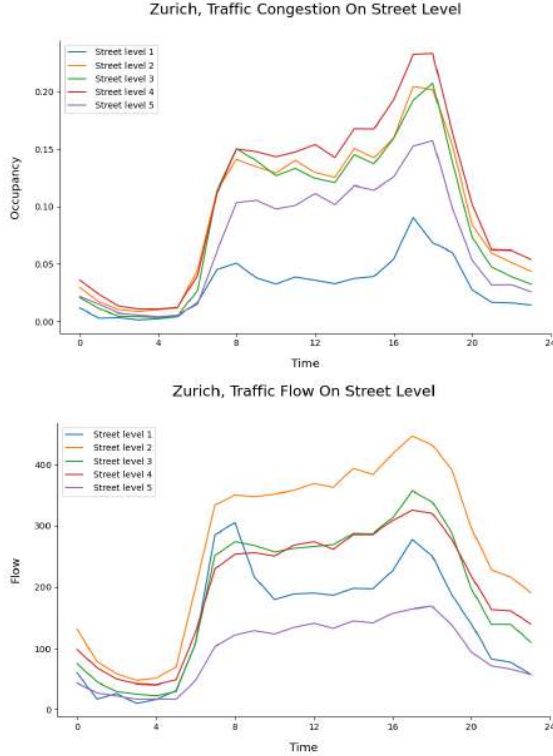 Zurich, Traffic Congestion On Street Level
Street level 1
Street level 2
Street level 3
Street level 4
Street level 5
0.20
0.15
0.10
0.05
0.00
Occupancy
0 4 8 12 16 20 24
Time
Zurich, Traffic Flow On Street Level
Street level 1
Street level 2
Street level 3
Street level 4
Street level 5
400
300
200
100
0
Flow
0 4 8 12 16 20 24
Time